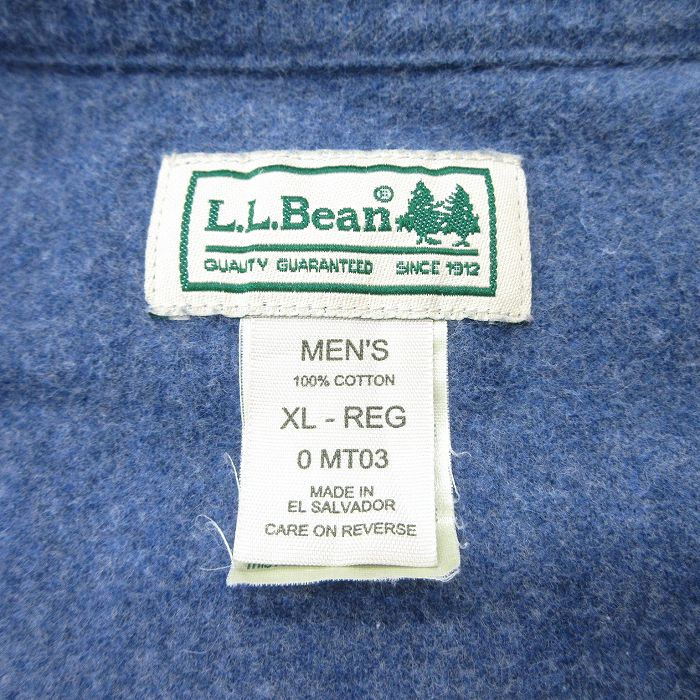 L.L.Bean®
QUALITY GUARANTEED SINCE 1912
MEN'S
100% COTTON
XL - REG
0 MT03
MADE IN
EL SALVADOR
CARE ON REVERSE